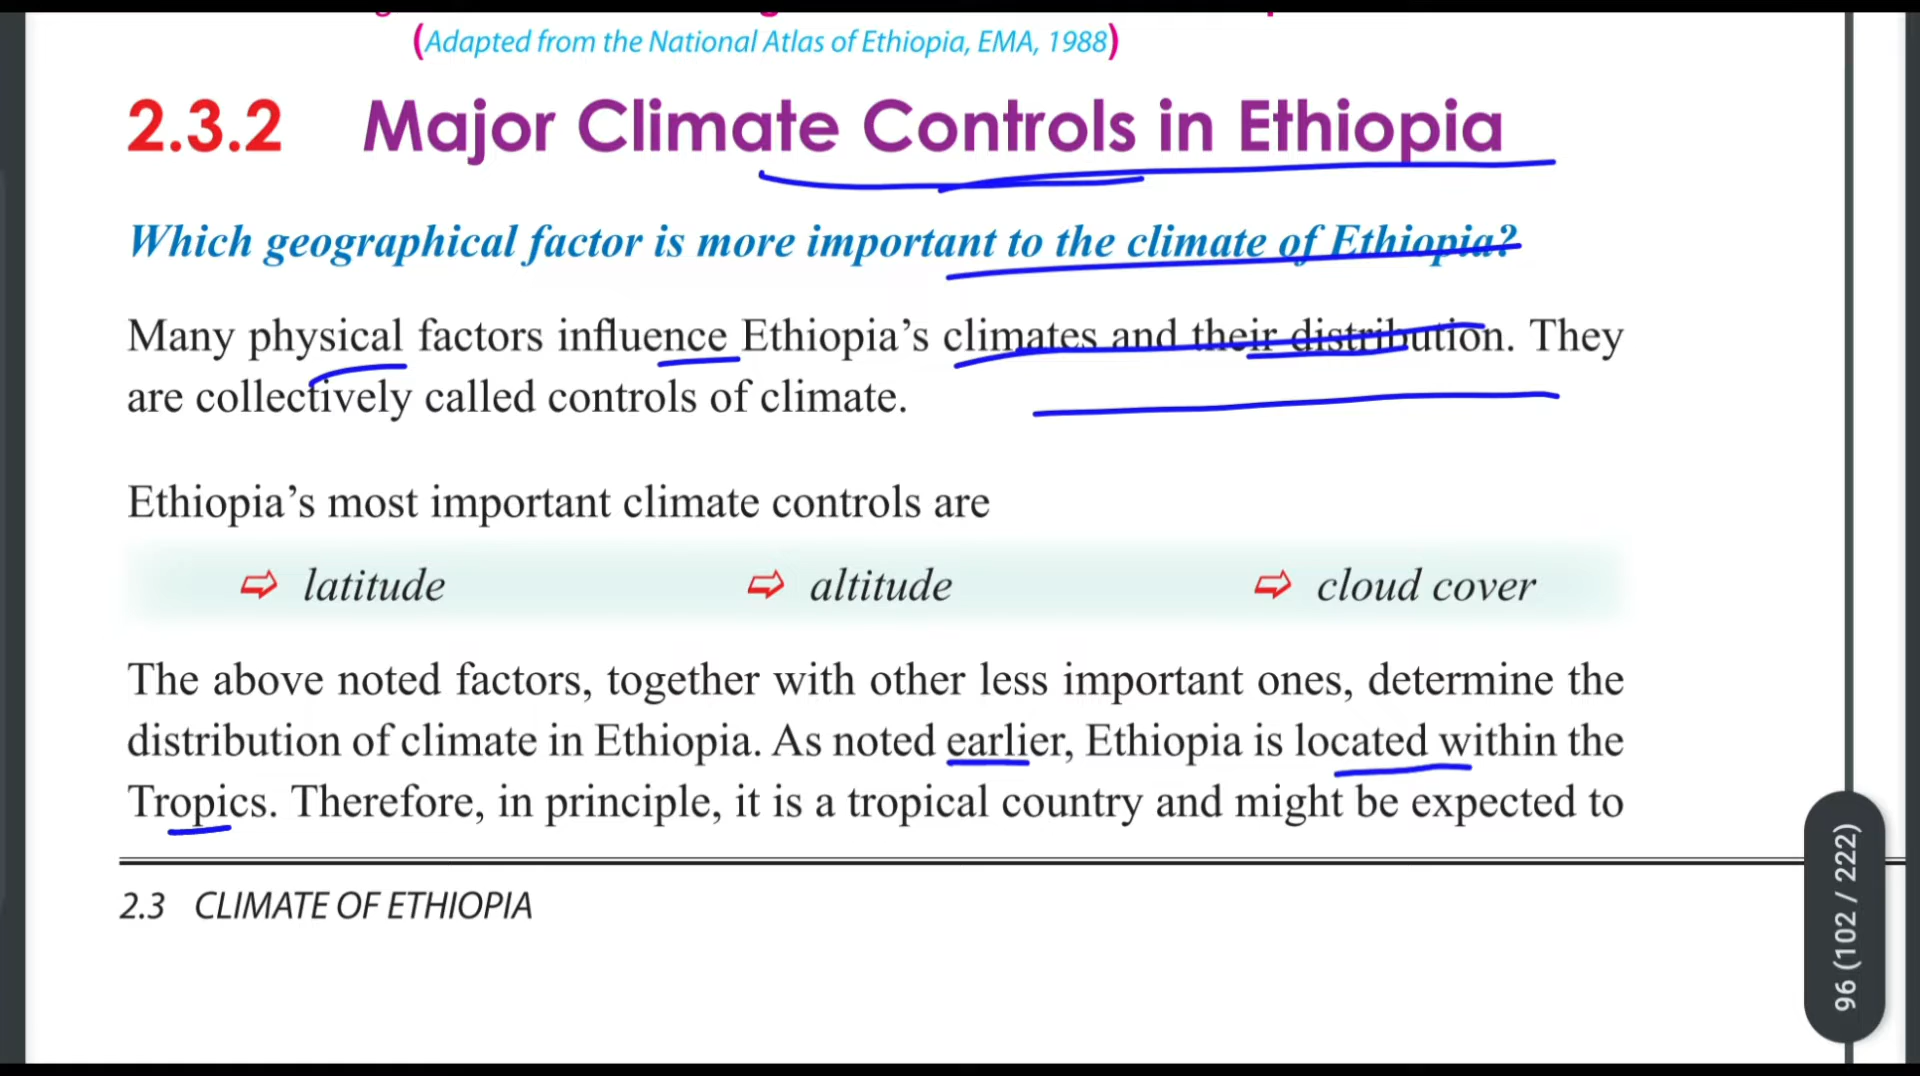 (Adapted from the National Atlas of Ethiopia, EMA, 1988)
2.3.2 Major Climate Controls in Ethiopia
Which geographical factor is more important to the climate of Ethiopia?
Many physical factors influence Ethiopia’s climates and their distribution. They
are collectively called controls of climate.
Ethiopia’s most important climate controls are
⇨ latitude ⇨ altitude ⇨ cloud cover
The above noted factors, together with other less important ones, determine the
distribution of climate in Ethiopia. As noted earlier, Ethiopia is located within the
Tropics. Therefore, in principle, it is a tropical country and might be expected to
2.3 CLIMATE OF ETHIOPIA
96 (102 / 222)